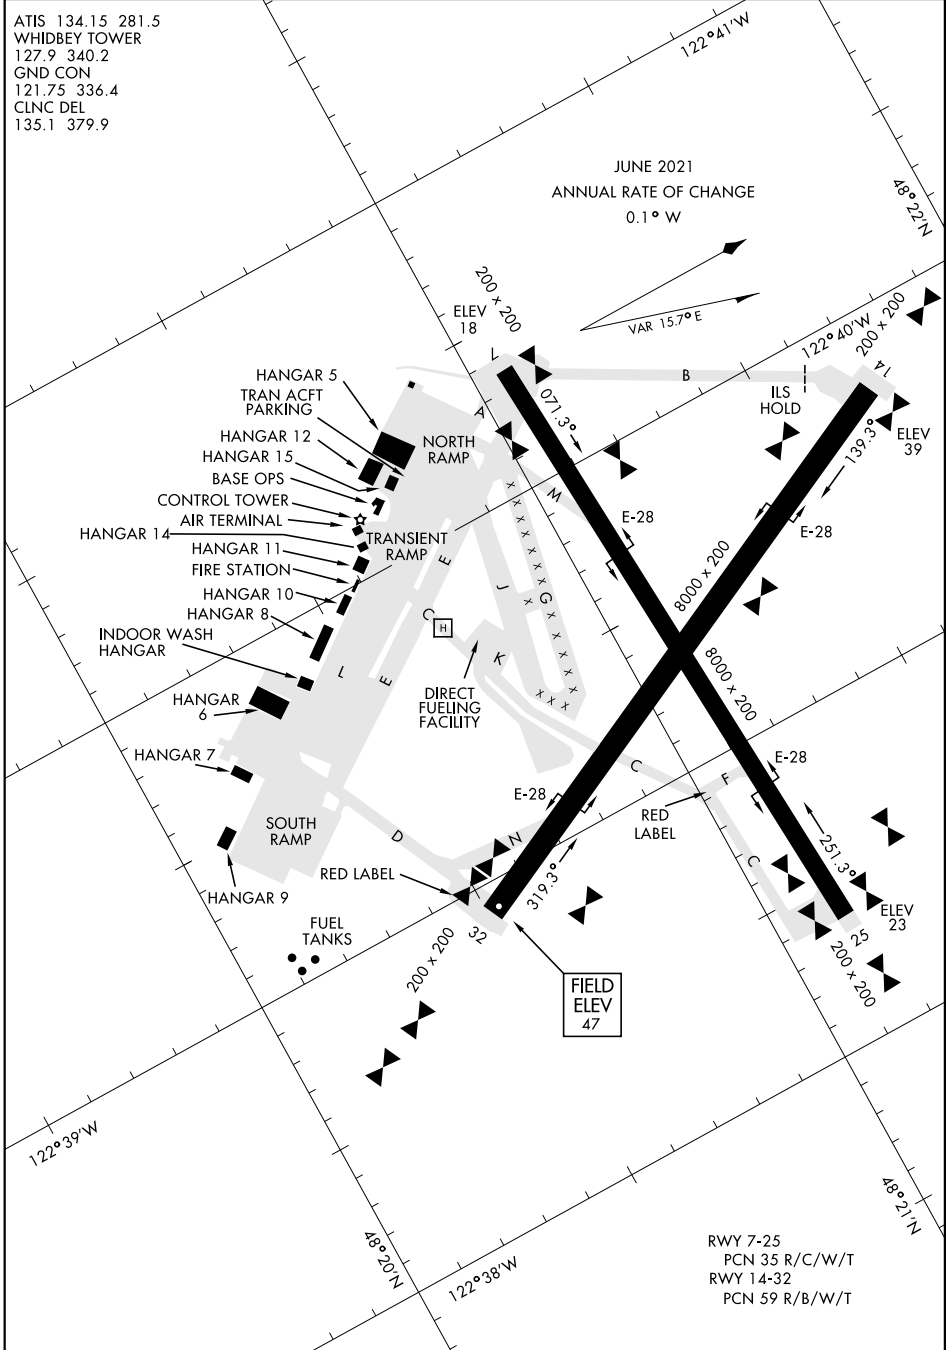 ATIS 134.15 281.5
WHIDBEY TOWER
127.9 340.2
GND CON
121.75 336.4
CLNC DEL
135.1 379.9
122°41'W
JUNE 2021
ANNUAL RATE OF CHANGE
0.1° W
48°22'N
VAR 15.7° E
200 x 200
ELEV
18
7
122°40'W
200 x 200
14
B
ILS
HOLD
ELEV
39
139.3°
071.3°
A
HANGAR 5
TRAN ACFT
PARKING
HANGAR 12
HANGAR 15
BASE OPS
CONTROL TOWER
AIR TERMINAL
HANGAR 14
HANGAR 11
FIRE STATION
HANGAR 10
HANGAR 8
INDOOR WASH
HANGAR
HANGAR
6
HANGAR 7
HANGAR 9
NORTH
RAMP
TRANSIENT
RAMP
M
E-28
E-28
x x x x x x x G x x x x x x x x x
J x
E
C
H
K
L
E
8000 x 200
8000 x 200
DIRECT
FUELING
FACILITY
C
F
E-28
E-28
RED
LABEL
C
251.3°
ELEV
23
25
200 x 200
SOUTH
RAMP
D
N
RED LABEL
319.3°
32
200 x 200
FUEL
TANKS
FIELD
ELEV
47
122°39'W
48°20'N
122°38'W
48°21'N
RWY 7-25
PCN 35 R/C/W/T
RWY 14-32
PCN 59 R/B/W/T